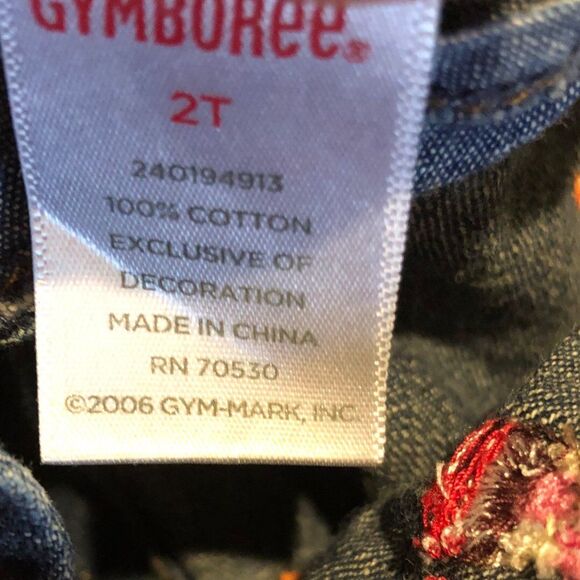 GYMBOREE®
2T
240194913
100% COTTON
EXCLUSIVE OF
DECORATION
MADE IN CHINA
RN 70530
©2006 GYM-MARK, INC.